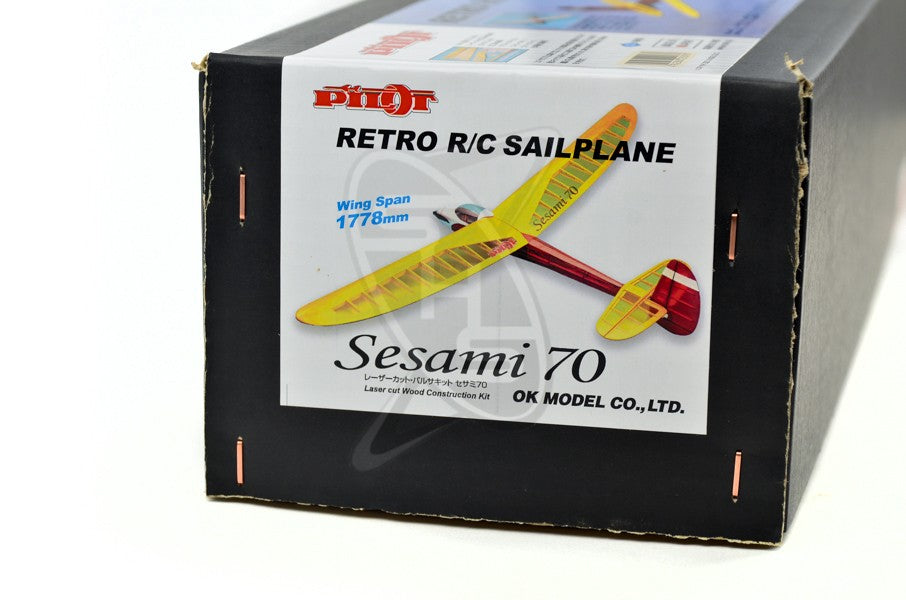 PILOT
RETRO R/C SAILPLANE
Wing Span
1778mm
Sesami 70
Sesami 70
レーザーカット・バルサキット セサミ70
Laser cut Wood Construction Kit
OK MODEL CO.,LTD.